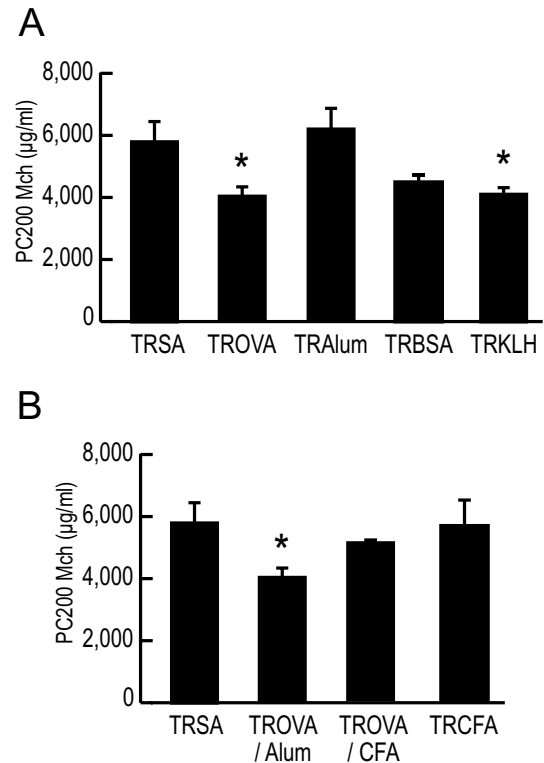 A
PC200 Mch (µg/ml)
8,000
6,000
4,000
2,000
0
*
*
TRSA TROVA TRAlum TRBSA TRKLH
B
PC200 Mch (µg/ml)
8,000
6,000
4,000
2,000
0
*
TRSA TROVA TROVA TRCFA
/ Alum / CFA